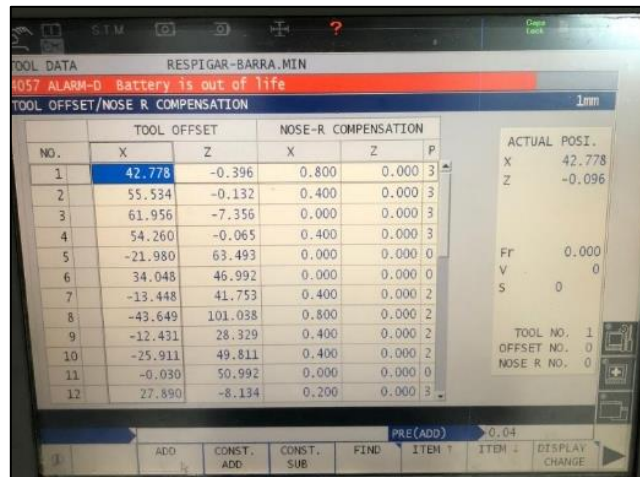 STM ?
Caps Lock
TOOL DATA RESPIGAR-BARRA.MIN
4057 ALARM-D Battery is out of life
TOOL OFFSET/NOSE R COMPENSATION 1mm
TOOL OFFSET NOSE-R COMPENSATION
NO. X Z X Z P
1 42.778 -0.396 0.800 0.000 3
2 55.534 -0.132 0.400 0.000 3
3 61.956 -7.356 0.000 0.000 3
4 54.260 -0.065 0.400 0.000 3
5 -21.980 63.493 0.000 0.000 0
6 34.048 46.992 0.000 0.000 0
7 -13.448 41.753 0.400 0.000 2
8 -43.649 101.038 0.800 0.000 2
9 -12.431 28.329 0.400 0.000 2
10 -25.911 49.811 0.400 0.000 2
11 -0.030 50.992 0.000 0.000 0
12 27.890 -8.134 0.200 0.000 3
ACTUAL POSI.
X 42.778
Z -0.096
Fr 0.000
V 0
S 0
TOOL NO. 1
OFFSET NO. 0
NOSE R NO. 0
PRE(ADD) 0.04
ADD CONST. ADD CONST. SUB FIND ITEM ↑ ITEM ↓ DISPLAY CHANGE